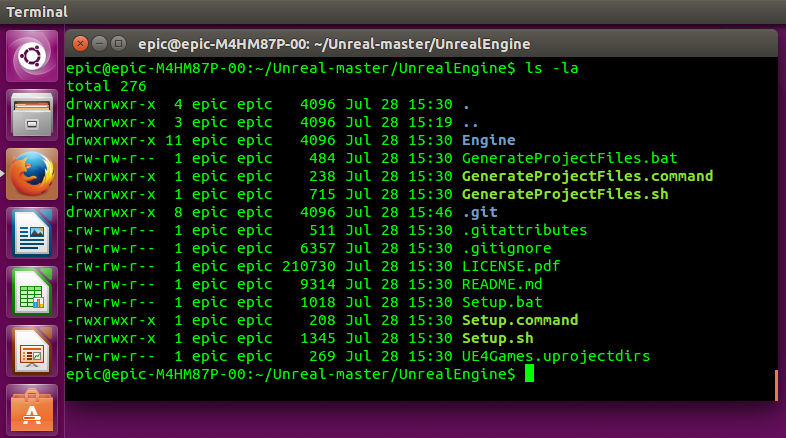 Terminal
epic@epic-M4HM87P-00: ~/Unreal-master/UnrealEngine
epic@epic-M4HM87P-00:~/Unreal-master/UnrealEngine$ ls -la
total 276
drwxrwxr-x  4 epic epic   4096 Jul 28 15:30 .
drwxrwxr-x  3 epic epic   4096 Jul 28 15:19 ..
drwxrwxr-x 11 epic epic   4096 Jul 28 15:30 Engine
-rw-rw-r--  1 epic epic    484 Jul 28 15:30 GenerateProjectFiles.bat
-rwxrwxr-x  1 epic epic    238 Jul 28 15:30 GenerateProjectFiles.command
-rwxrwxr-x  1 epic epic    715 Jul 28 15:30 GenerateProjectFiles.sh
drwxrwxr-x  8 epic epic   4096 Jul 28 15:46 .git
-rw-rw-r--  1 epic epic    511 Jul 28 15:30 .gitattributes
-rw-rw-r--  1 epic epic   6357 Jul 28 15:30 .gitignore
-rw-rw-r--  1 epic epic 210730 Jul 28 15:30 LICENSE.pdf
-rw-rw-r--  1 epic epic   9314 Jul 28 15:30 README.md
-rw-rw-r--  1 epic epic   1018 Jul 28 15:30 Setup.bat
-rwxrwxr-x  1 epic epic    208 Jul 28 15:30 Setup.command
-rwxrwxr-x  1 epic epic   1345 Jul 28 15:30 Setup.sh
-rw-rw-r--  1 epic epic    269 Jul 28 15:30 UE4Games.uprojectdirs
epic@epic-M4HM87P-00:~/Unreal-master/UnrealEngine$